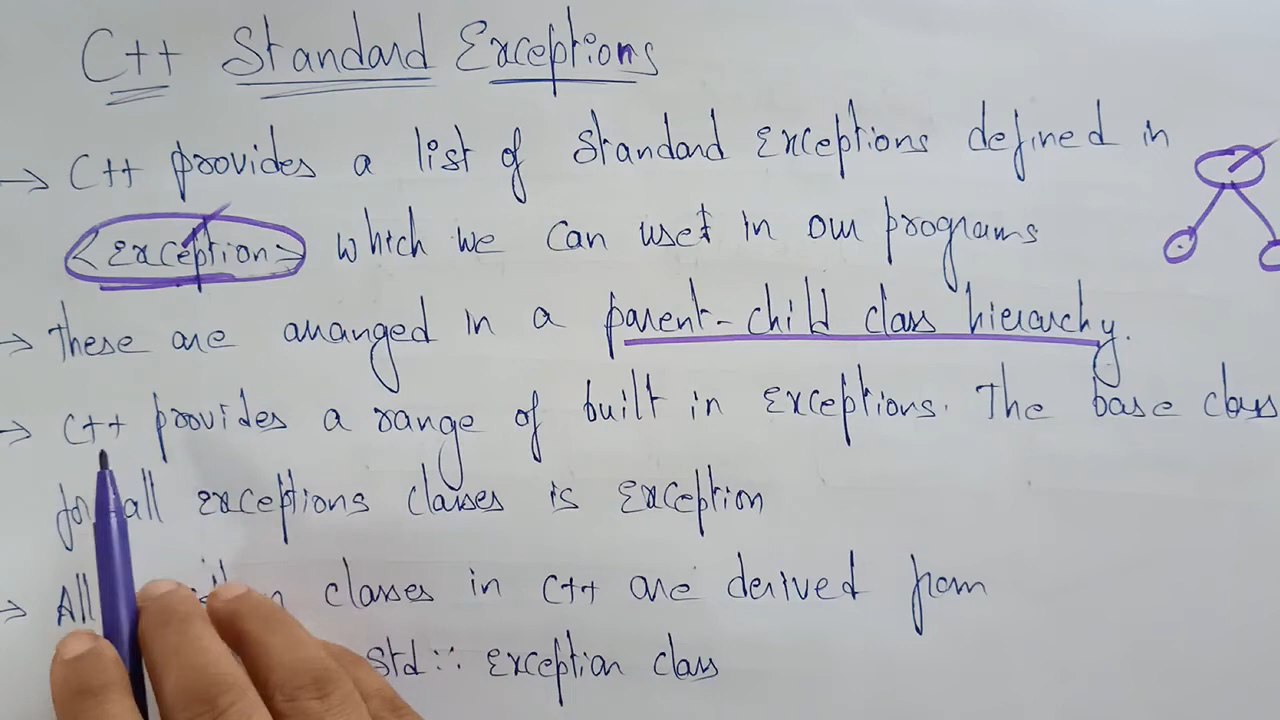 C++ Standard Exceptions
→ C++ provides a list of standard exceptions defined in
<exception> which we can use in our programs
→ These are arranged in a parent-child class hierarchy.
→ C++ provides a range of built in exceptions. The base class
for all exceptions classes is exception
→ All classes in C++ are derived from
std :: exception class